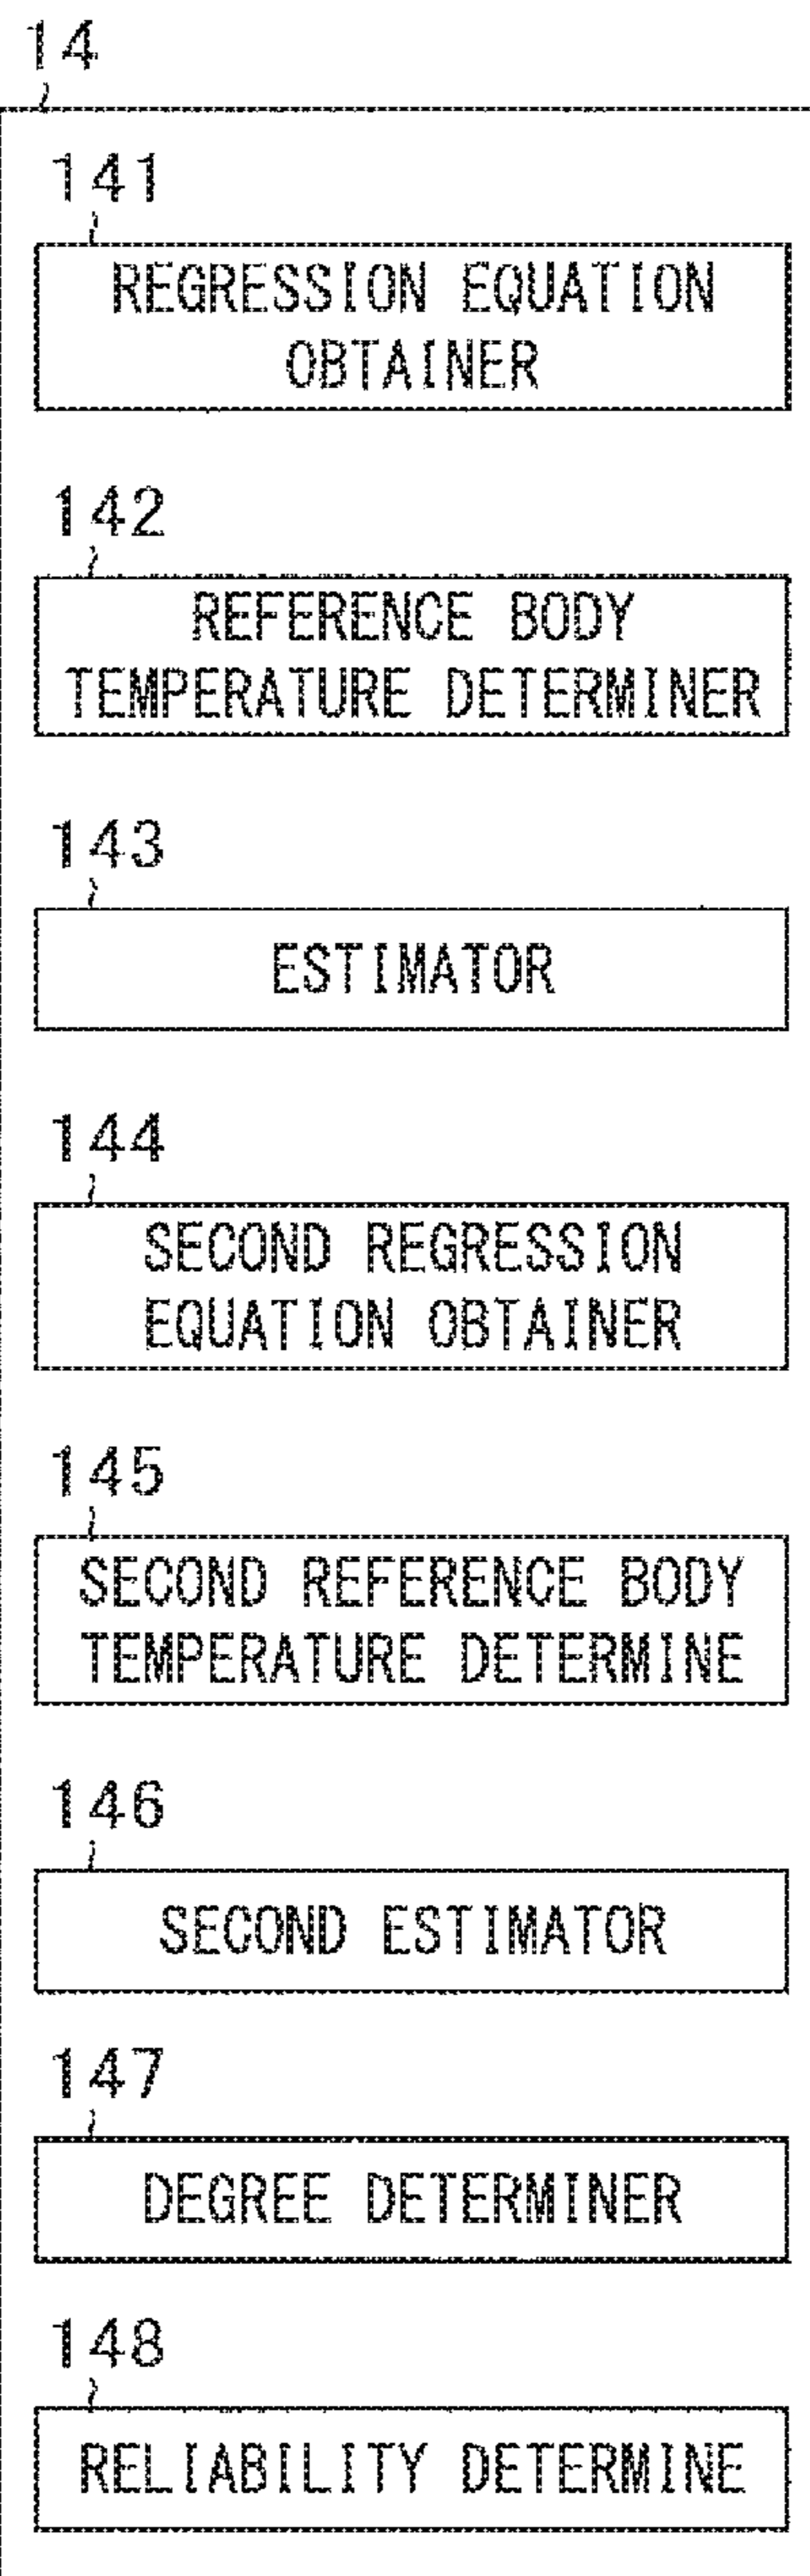 14
141
REGRESSION EQUATION
OBTAINER
142
REFERENCE BODY
TEMPERATURE DETERMINER
143
ESTIMATOR
144
SECOND REGRESSION
EQUATION OBTAINER
145
SECOND REFERENCE BODY
TEMPERATURE DETERMINE
146
SECOND ESTIMATOR
147
DEGREE DETERMINER
148
RELIABILITY DETERMINE